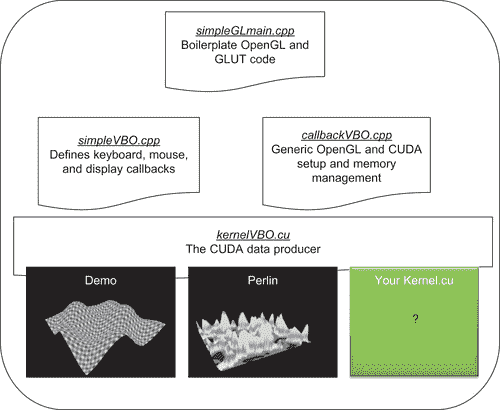 simpleGLmain.cpp
Boilerplate OpenGL and
GLUT code
simpleVBO.cpp
Defines keyboard, mouse,
and display callbacks
callbackVBO.cpp
Generic OpenGL and CUDA
setup and memory
management
kernelVBO.cu
The CUDA data producer
Demo
Perlin
Your Kernel.cu
?